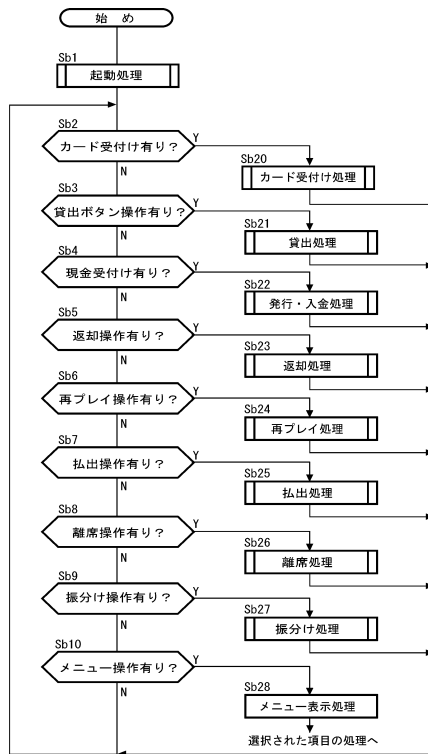 始 め
Sb1
起動処理
Sb2
カード受付け有り？
Y
N
Sb20
カード受付け処理
Sb3
貸出ボタン操作有り？
Y
N
Sb21
貸出処理
Sb4
現金受付け有り？
Y
N
Sb22
発行・入金処理
Sb5
返却操作有り？
Y
N
Sb23
返却処理
Sb6
再プレイ操作有り？
Y
N
Sb24
再プレイ処理
Sb7
払出操作有り？
Y
N
Sb25
払出処理
Sb8
離席操作有り？
Y
N
Sb26
離席処理
Sb9
振分け操作有り？
Y
N
Sb27
振分け処理
Sb10
メニュー操作有り？
Y
N
Sb28
メニュー表示処理
選択された項目の処理へ